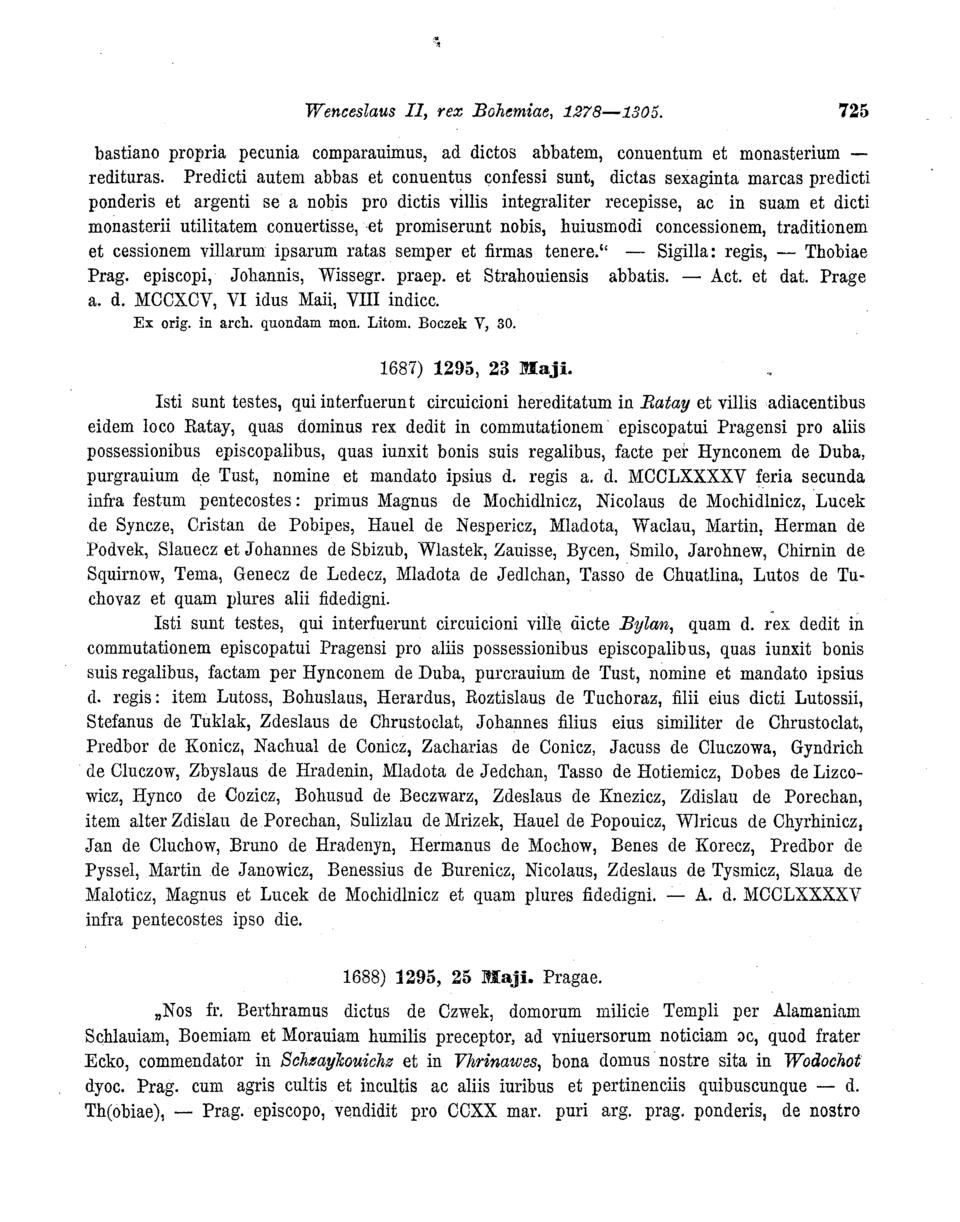 Wenceslaus II, rex Bohemiae, 1278—1305. 725
bastiano propria pecunia comparauimus, ad dictos abbatem, conuentum et monasterium —
redituras. Predicti autem abbas et conuentus confessi sunt, dictas sexaginta marcas predicti
ponderis et argenti se a nobis pro dictis villis integraliter recepisse, ac in suam et dicti
monasterii utilitatem conuertisse, et promiserunt nobis, huiusmodi concessionem, traditionem
et cessionem villarum ipsarum ratas semper et firmas tenere.“ — Sigilla: regis, — Thobiae
Prag. episcopi, Johannis, Wissegr. praep. et Strahouiensis abbatis. — Act. et dat. Prage
a. d. MCCXCV, VI idus Maii, VIII indicc.
Ex orig. in arch. quondam mon. Litom. Boczek V, 30.
1687) 1295, 23 Maji.
Isti sunt testes, qui interfuerunt circuicioni hereditatum in Ratay et villis adiacentibus
eidem loco Ratay, quas dominus rex dedit in commutationem episcopatui Pragensi pro aliis
possessionibus episcopalibus, quas iunxit bonis suis regalibus, facte per Hynconem de Duba,
purgrauium de Tust, nomine et mandato ipsius d. regis a. d. MCCLXXXXV feria secunda
infra festum pentecostes: primus Magnus de Mochidlnicz, Nicolaus de Mochidlnicz, Lucek
de Syncze, Cristan de Pobipes, Hauel de Nespericz, Mladota, Waclau, Martin, Herman de
Podvek, Slauecz et Johannes de Sbizub, Wlastek, Zauisse, Bycen, Smilo, Jarohnew, Chirnin de
Squirnow, Tema, Genecz de Ledecz, Mladota de Jedlchan, Tasso de Chuatlina, Lutos de Tu-
chovaz et quam plures alii fidedigni.
Isti sunt testes, qui interfuerunt circuicioni ville dicte Bylan, quam d. rex dedit in
commutationem episcopatui Pragensi pro aliis possessionibus episcopalibus, quas iunxit bonis
suis regalibus, factam per Hynconem de Duba, purcrauium de Tust, nomine et mandato ipsius
d. regis: item Lutoss, Bohuslaus, Herardus, Roztislaus de Tuchoraz, filii eius dicti Lutossii,
Stefanus de Tuklak, Zdeslaus de Chrustoclat, Johannes filius eius similiter de Chrustoclat,
Predbor de Konicz, Nachual de Conicz, Zacharias de Conicz, Jacuss de Cluczowa, Gyndrich
de Cluczow, Zbyslaus de Hradenin, Mladota de Jedchan, Tasso de Hotiemicz, Dobes de Lizco-
wicz, Hynco de Cozicz, Bohusud de Beczwarz, Zdeslaus de Knezicz, Zdislau de Porechan,
item alter Zdislau de Porechan, Sulizlau de Mrizek, Hauel de Popouicz, Wlricus de Chyrhinicz,
Jan de Cluchow, Bruno de Hradenyn, Hermanus de Mochow, Benes de Korecz, Predbor de
Pyssel, Martin de Janowicz, Benessius de Burenicz, Nicolaus, Zdeslaus de Tysmicz, Slaua de
Maloticz, Magnus et Lucek de Mochidlnicz et quam plures fidedigni. — A. d. MCCLXXXXV
infra pentecostes ipso die.
1688) 1295, 25 Maji. Pragae.
„Nos fr. Berthramus dictus de Czwek, domorum milicie Templi per Alamaniam
Schlauiam, Boemiam et Morauiam humilis preceptor, ad vniuersorum noticiam ɔc, quod frater
Ecko, commendator in Schzaykouichz et in Vhrinawes, bona domus nostre sita in Wodochot
dyoc. Prag. cum agris cultis et incultis ac aliis iuribus et pertinenciis quibuscunque — d.
Th(obiae), — Prag. episcopo, vendidit pro CCXX mar. puri arg. prag. ponderis, de nostro